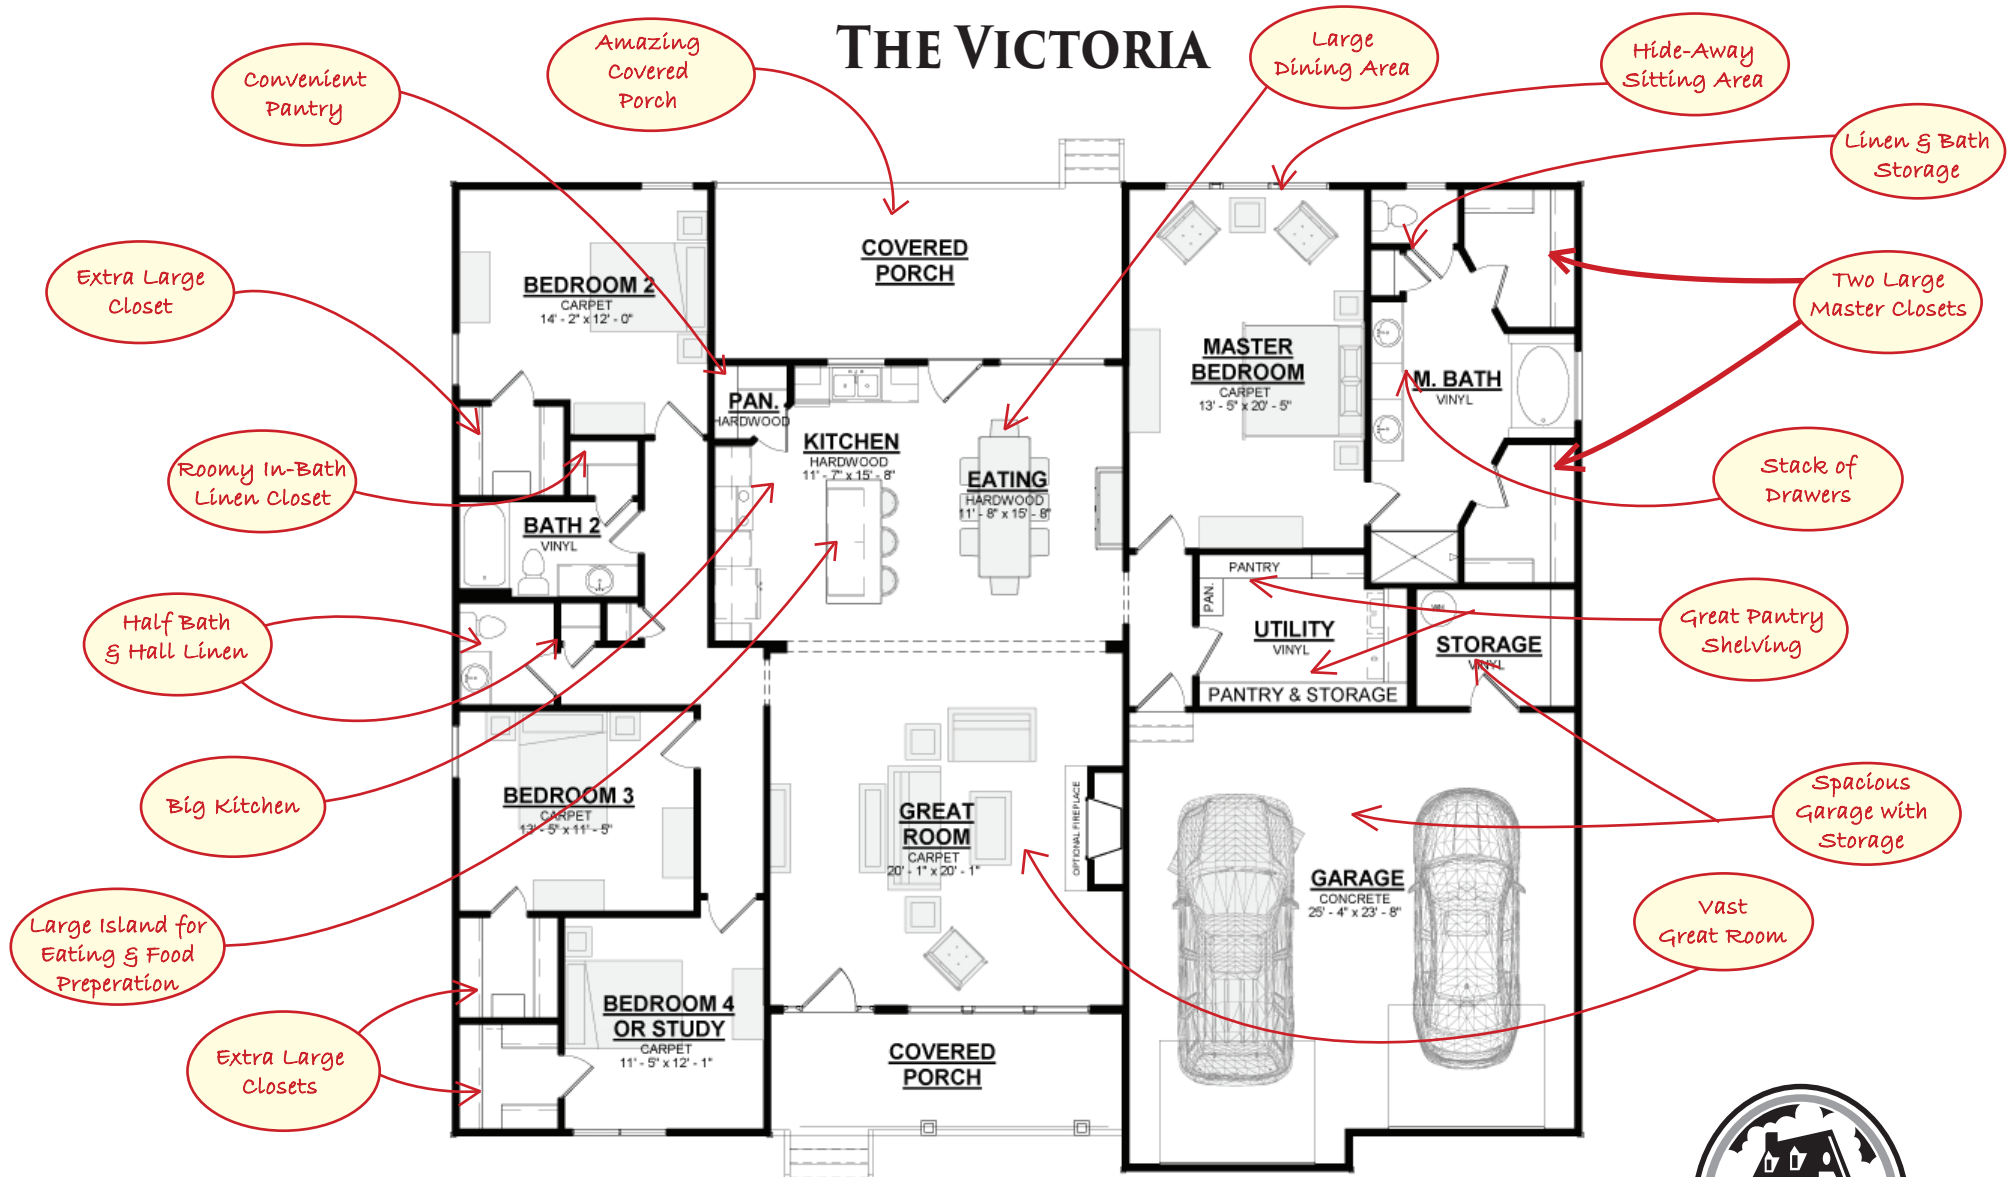 THE VICTORIA
Convenient
Pantry
Amazing
Covered
Porch
Large
Dining Area
Hide-Away
Sitting Area
Linen & Bath
Storage
Extra Large
Closet
Two Large
Master Closets
Roomy In-Bath
Linen Closet
Stack of
Drawers
Half Bath
& Hall Linen
Great Pantry
Shelving
Big Kitchen
Spacious
Garage with
Storage
Large Island for
Eating & Food
Preperation
Vast
Great Room
Extra Large
Closets
COVERED
PORCH
BEDROOM 2
CARPET
14' - 2" x 12' - 0"
MASTER
BEDROOM
CARPET
13' - 5" x 20' - 5"
M. BATH
VINYL
PAN.
HARDWOOD
KITCHEN
HARDWOOD
11' - 7" x 15' - 8"
EATING
HARDWOOD
11' - 8" x 15' - 8"
BATH 2
VINYL
PANTRY
PAN.
UTILITY
VINYL
PANTRY & STORAGE
WH
STORAGE
VINYL
BEDROOM 3
CARPET
13' - 5" x 11' - 5"
GREAT
ROOM
CARPET
20' - 1" x 20' - 1"
OPTIONAL FIREPLACE
GARAGE
CONCRETE
25' - 4" x 23' - 8"
BEDROOM 4
OR STUDY
CARPET
11' - 5" x 12' - 1"
COVERED
PORCH